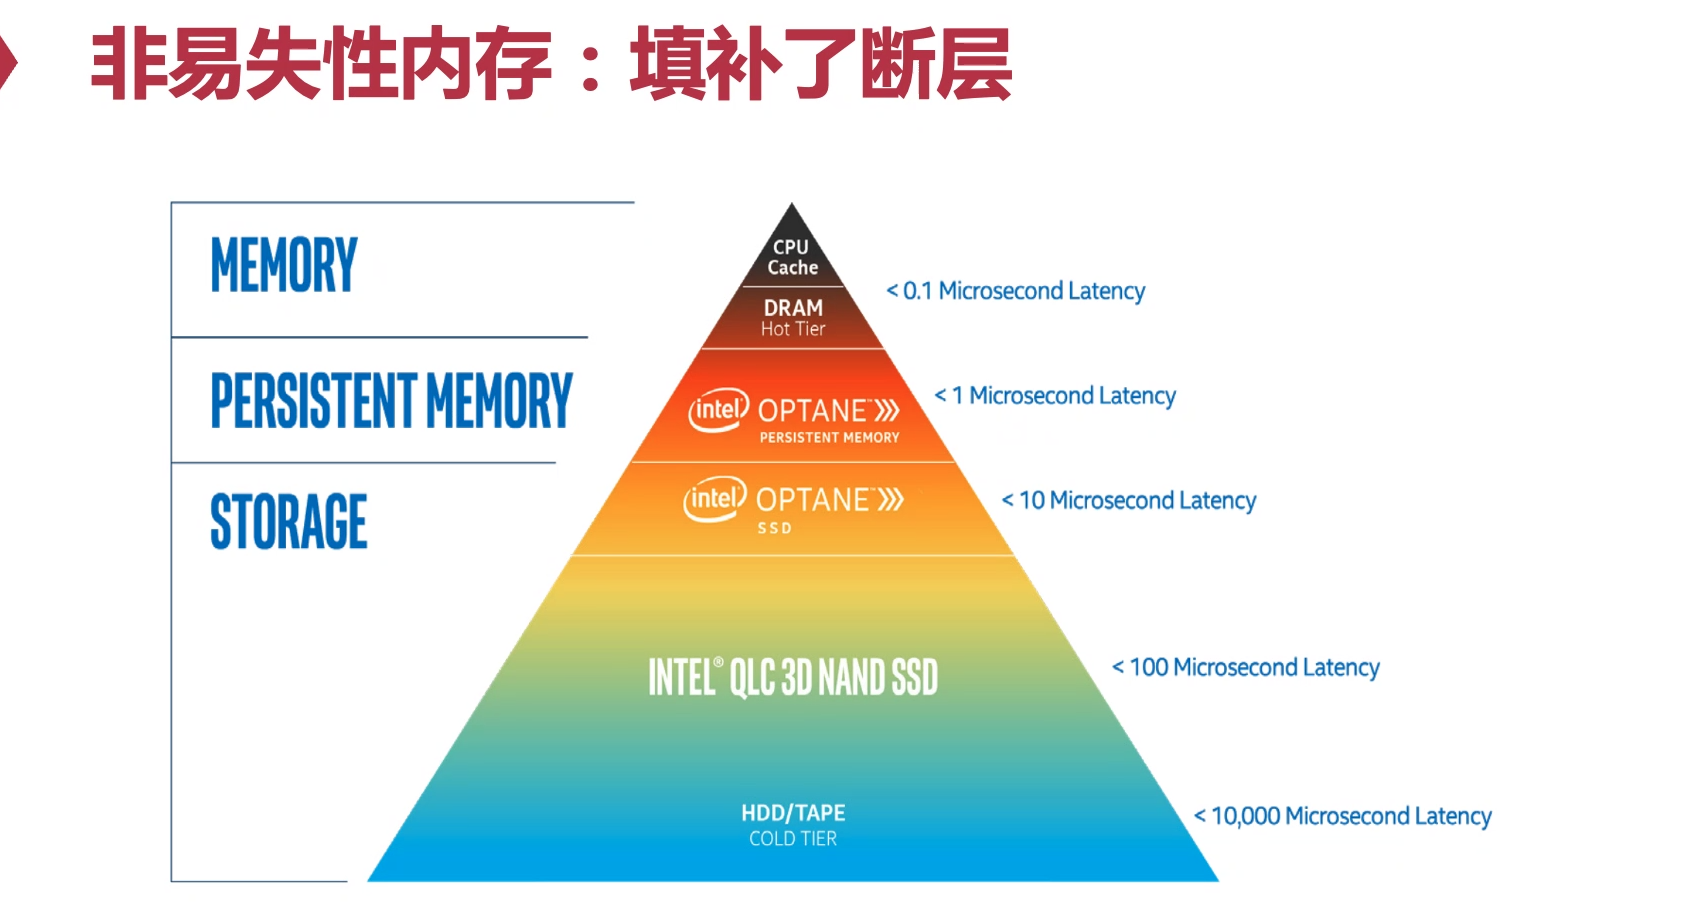 非易失性内存：填补了断层
MEMORY
CPU
Cache
DRAM
Hot Tier
< 0.1 Microsecond Latency
PERSISTENT MEMORY
intel® OPTANE™
PERSISTENT MEMORY
< 1 Microsecond Latency
STORAGE
intel® OPTANE™
SSD
< 10 Microsecond Latency
INTEL® QLC 3D NAND SSD
< 100 Microsecond Latency
HDD/TAPE
COLD TIER
< 10,000 Microsecond Latency